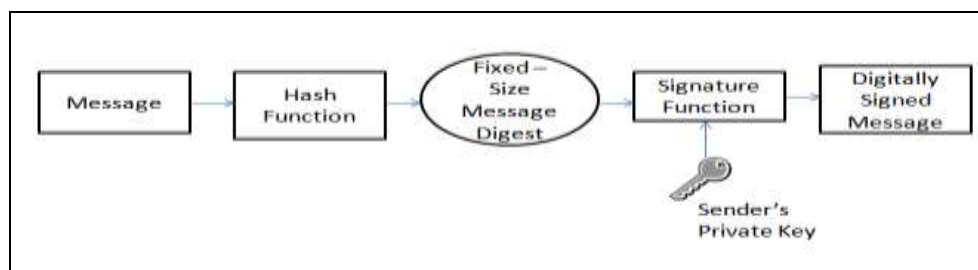 Message
Hash
Function
Fixed –
Size
Message
Digest
Signature
Function
Digitally
Signed
Message
Sender's
Private Key